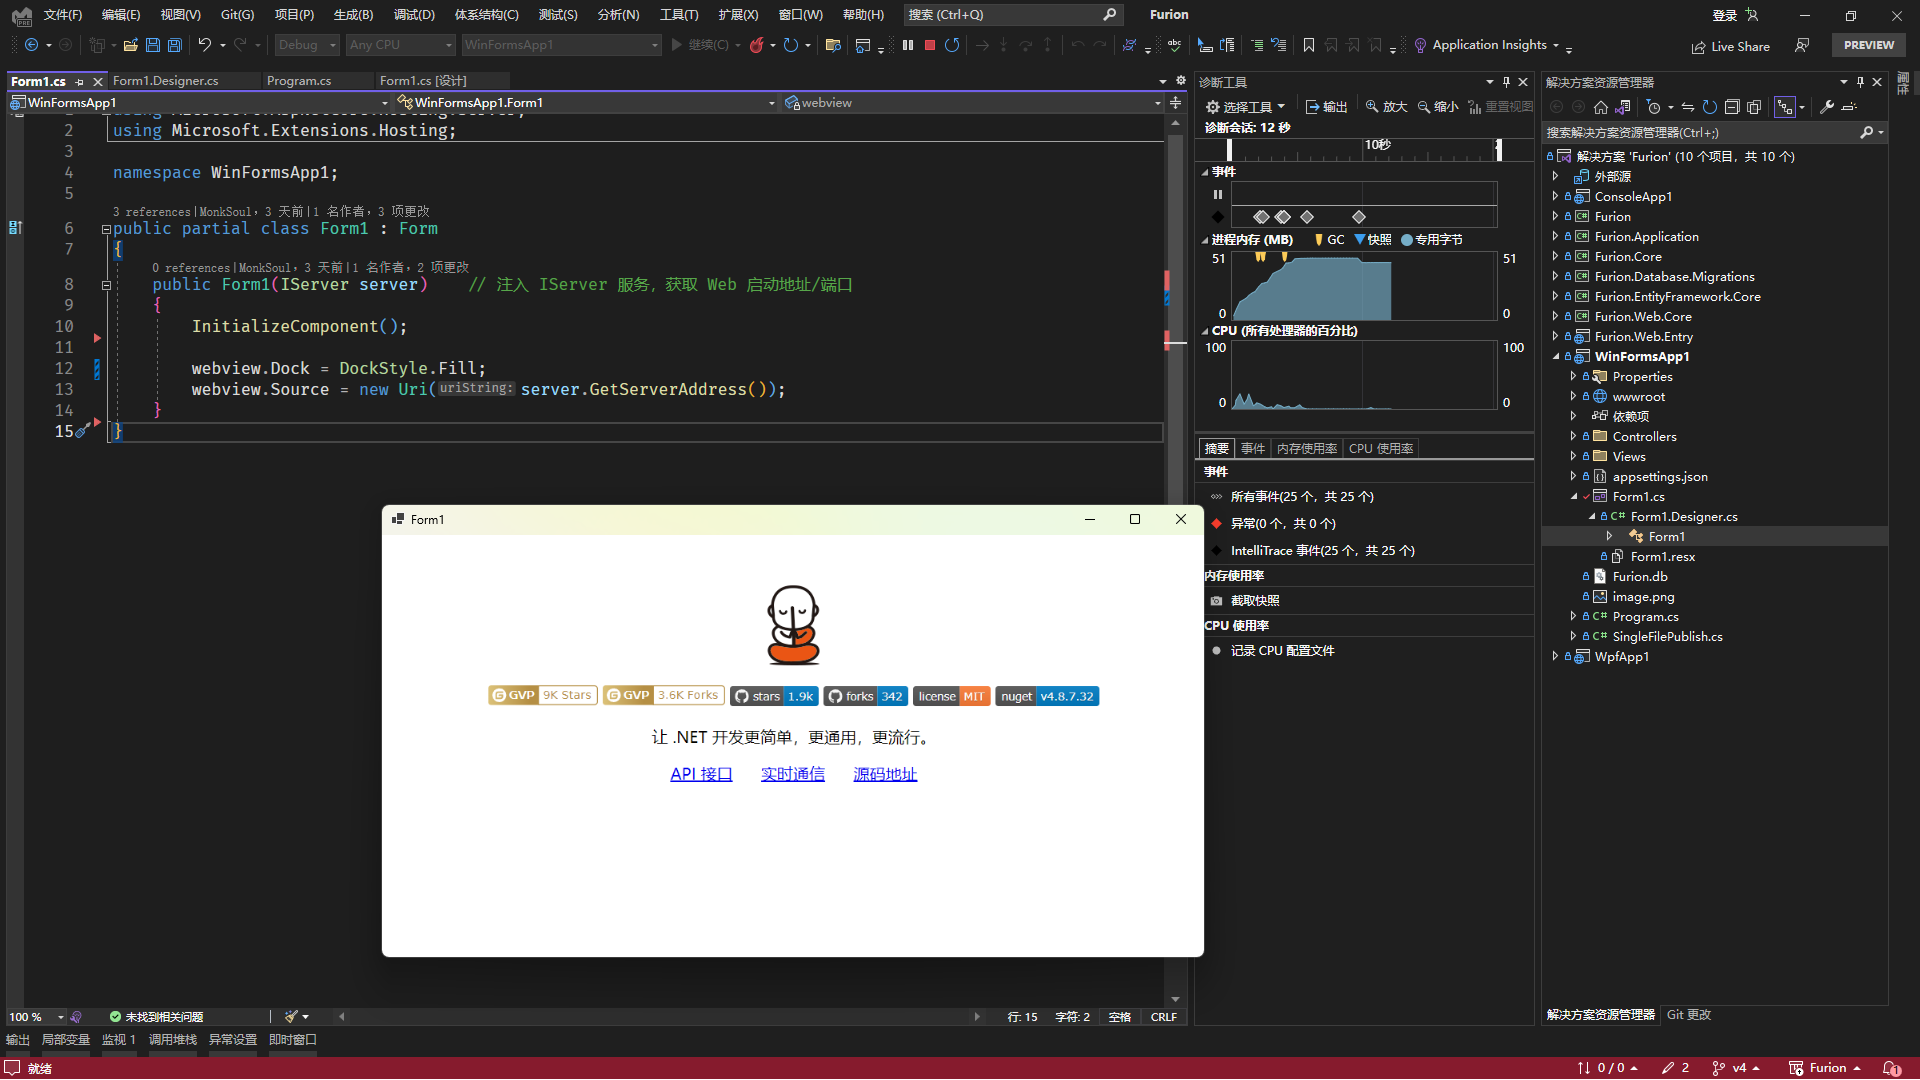 文件(F) 编辑(E) 视图(V) Git(G) 项目(P) 生成(B) 调试(D) 体系结构(C) 测试(S) 分析(N) 工具(T) 扩展(X) 窗口(W) 帮助(H) 搜索 (Ctrl+Q) Furion 登录
Debug Any CPU WinFormsApp1 继续(C) Application Insights Live Share PREVIEW
Form1.cs Form1.Designer.cs Program.cs Form1.cs [设计]
WinFormsApp1 WinFormsApp1.Form1 webview
2 using Microsoft.Extensions.Hosting;
3
4 namespace WinFormsApp1;
5
3 references|MonkSoul，3 天前|1 名作者，3 项更改
6 public partial class Form1 : Form
7 {
0 references|MonkSoul，3 天前|1 名作者，2 项更改
8 public Form1(IServer server) // 注入 IServer 服务，获取 Web 启动地址/端口
9 {
10 InitializeComponent();
11
12 webview.Dock = DockStyle.Fill;
13 webview.Source = new Uri(uriString: server.GetServerAddress());
14 }
15 }
Form1
GVP 9K Stars GVP 3.6K Forks stars 1.9k forks 342 license MIT nuget v4.8.7.32
让 .NET 开发更简单，更通用，更流行。
API 接口 实时通信 源码地址
100 % 未找到相关问题 行: 15 字符: 2 空格 CRLF
输出 局部变量 监视 1 调用堆栈 异常设置 即时窗口
诊断工具
选择工具 输出 放大 缩小 重置视图
诊断会话: 12 秒
10秒
事件
进程内存 (MB) GC 快照 专用字节
51 51
0 0
CPU (所有处理器的百分比)
100 100
0 0
摘要 事件 内存使用率 CPU 使用率
事件
所有事件(25 个，共 25 个)
异常(0 个，共 0 个)
IntelliTrace 事件(25 个，共 25 个)
内存使用率
截取快照
CPU 使用率
记录 CPU 配置文件
解决方案资源管理器
搜索解决方案资源管理器(Ctrl+;)
解决方案 'Furion' (10 个项目，共 10 个)
外部源
ConsoleApp1
C# Furion
C# Furion.Application
C# Furion.Core
C# Furion.Database.Migrations
C# Furion.EntityFramework.Core
C# Furion.Web.Core
Furion.Web.Entry
WinFormsApp1
Properties
wwwroot
依赖项
Controllers
Views
appsettings.json
Form1.cs
C# Form1.Designer.cs
Form1
Form1.resx
Furion.db
image.png
C# Program.cs
C# SingleFilePublish.cs
WpfApp1
解决方案资源管理器 Git 更改
属性
就绪 0 / 0 2 v4 Furion 1